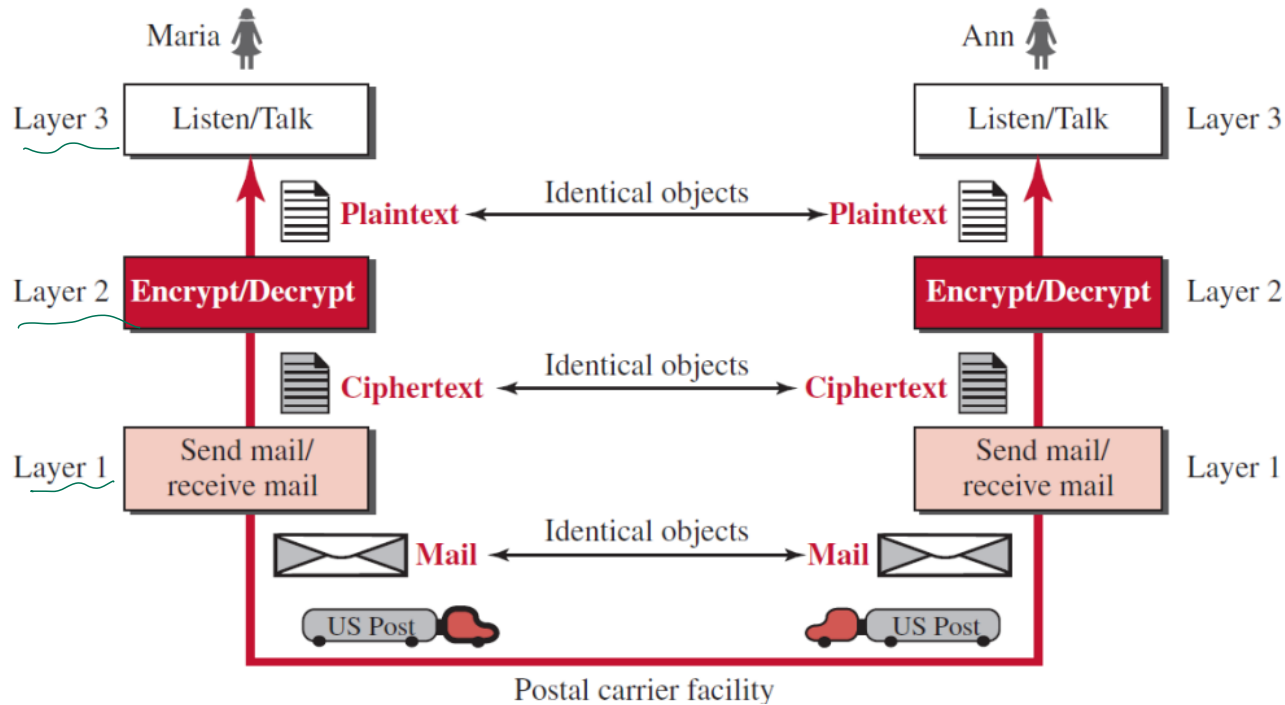 Maria
Ann
Layer 3
Listen/Talk
Listen/Talk
Layer 3
Identical objects
Plaintext
Plaintext
Layer 2
Encrypt/Decrypt
Encrypt/Decrypt
Layer 2
Identical objects
Ciphertext
Ciphertext
Layer 1
Send mail/
receive mail
Send mail/
receive mail
Layer 1
Identical objects
Mail
Mail
US Post
US Post
Postal carrier facility